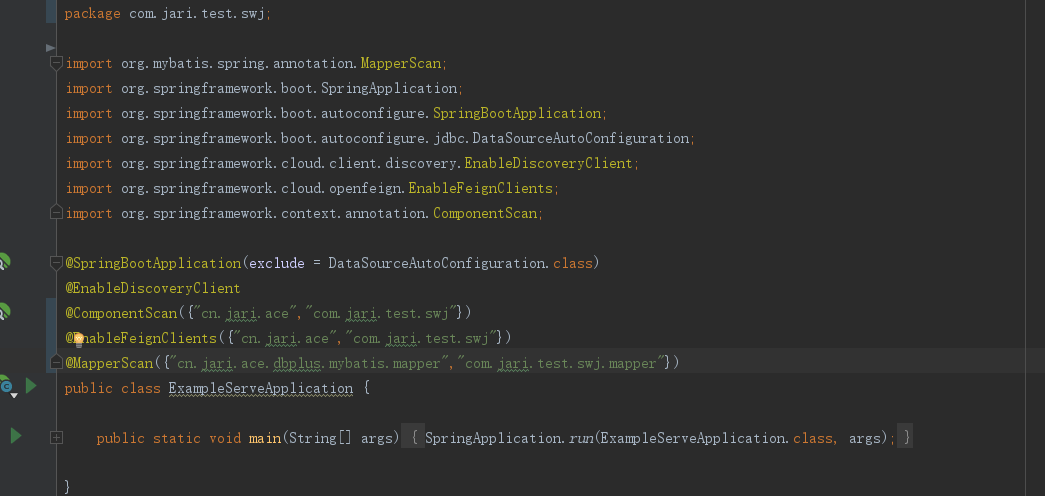 package com.jari.test.swj;
import org.mybatis.spring.annotation.MapperScan;
import org.springframework.boot.SpringApplication;
import org.springframework.boot.autoconfigure.SpringBootApplication;
import org.springframework.boot.autoconfigure.jdbc.DataSourceAutoConfiguration;
import org.springframework.cloud.client.discovery.EnableDiscoveryClient;
import org.springframework.cloud.openfeign.EnableFeignClients;
import org.springframework.context.annotation.ComponentScan;
@SpringBootApplication(exclude = DataSourceAutoConfiguration.class)
@EnableDiscoveryClient
@ComponentScan({"cn.jari.ace","com.jari.test.swj"})
@EnableFeignClients({"cn.jari.ace","com.jari.test.swj"})
@MapperScan({"cn.jari.ace.dbplus.mybatis.mapper","com.jari.test.swj.mapper"})
public class ExampleServeApplication {
public static void main(String[] args) { SpringApplication.run(ExampleServeApplication.class, args); }
}